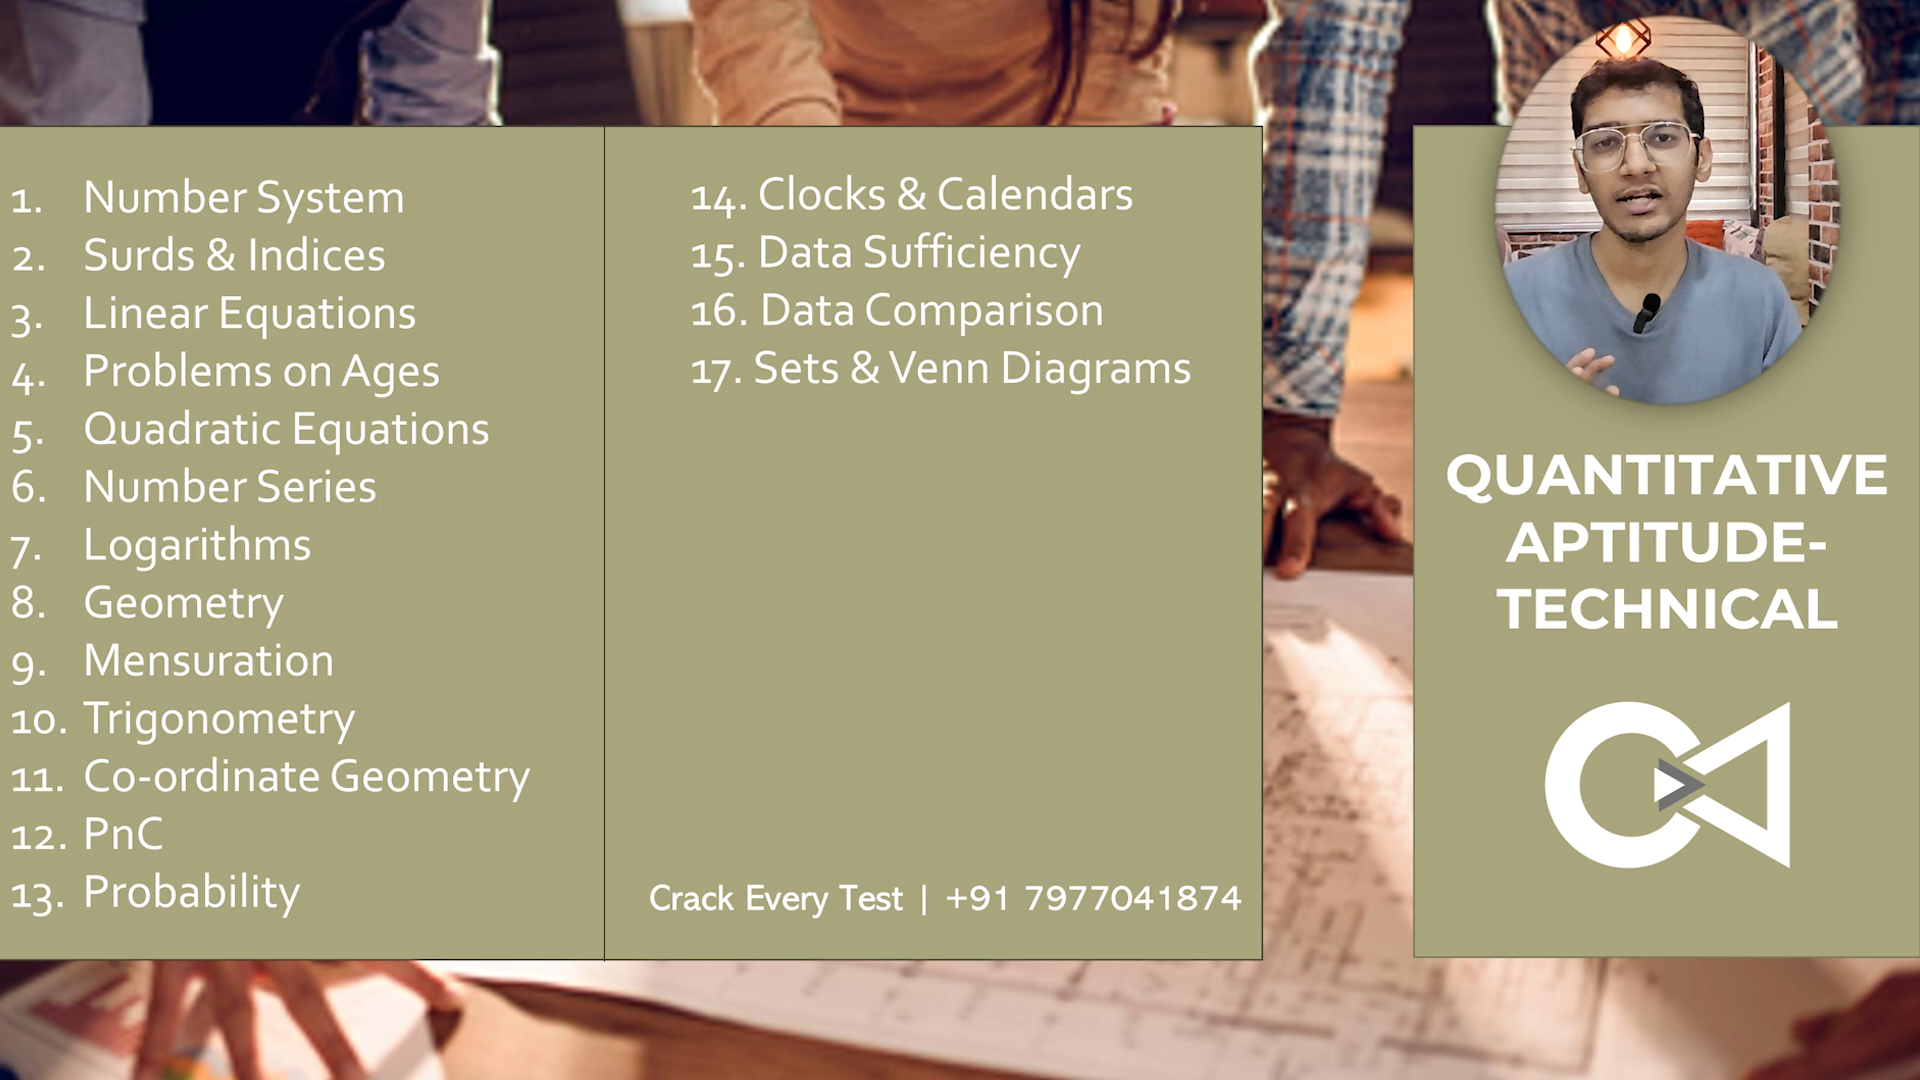 1. Number System
2. Surds & Indices
3. Linear Equations
4. Problems on Ages
5. Quadratic Equations
6. Number Series
7. Logarithms
8. Geometry
9. Mensuration
10. Trigonometry
11. Co-ordinate Geometry
12. PnC
13. Probability
14. Clocks & Calendars
15. Data Sufficiency
16. Data Comparison
17. Sets & Venn Diagrams
Crack Every Test | +91 7977041874
QUANTITATIVE
APTITUDE-
TECHNICAL